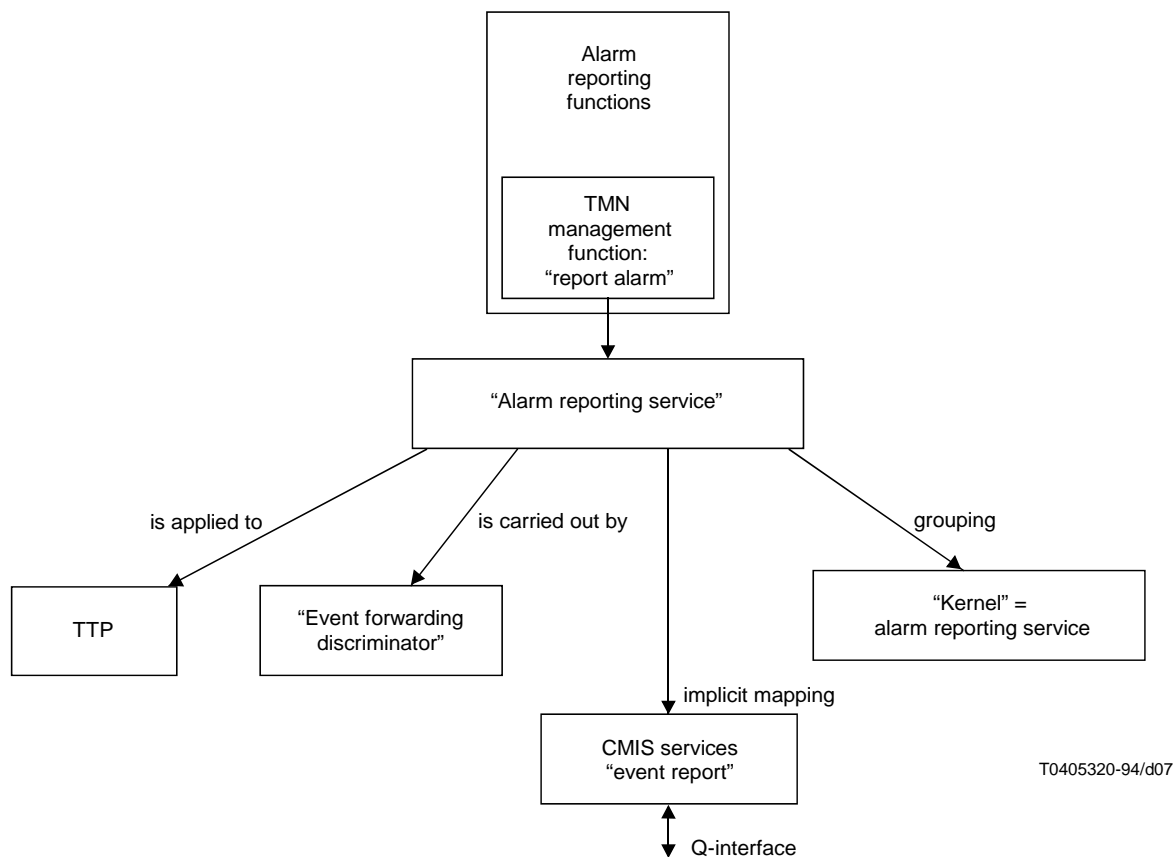 Alarm
reporting
functions
TMN
management
function:
“report alarm”
“Alarm reporting service”
is applied to
is carried out by
grouping
TTP
“Event forwarding
discriminator”
“Kernel” =
alarm reporting service
implicit mapping
CMIS services
“event report”
T0405320-94/d07
Q-interface